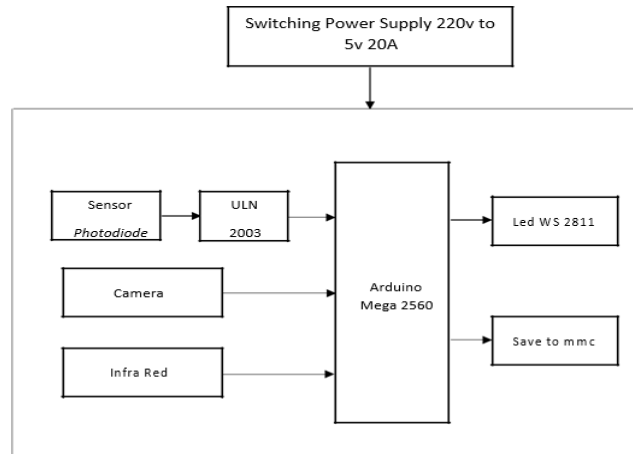 Switching Power Supply 220v to
5v 20A
Sensor
Photodiode
ULN
2003
Camera
Infra Red
Arduino
Mega 2560
Led WS 2811
Save to mmc